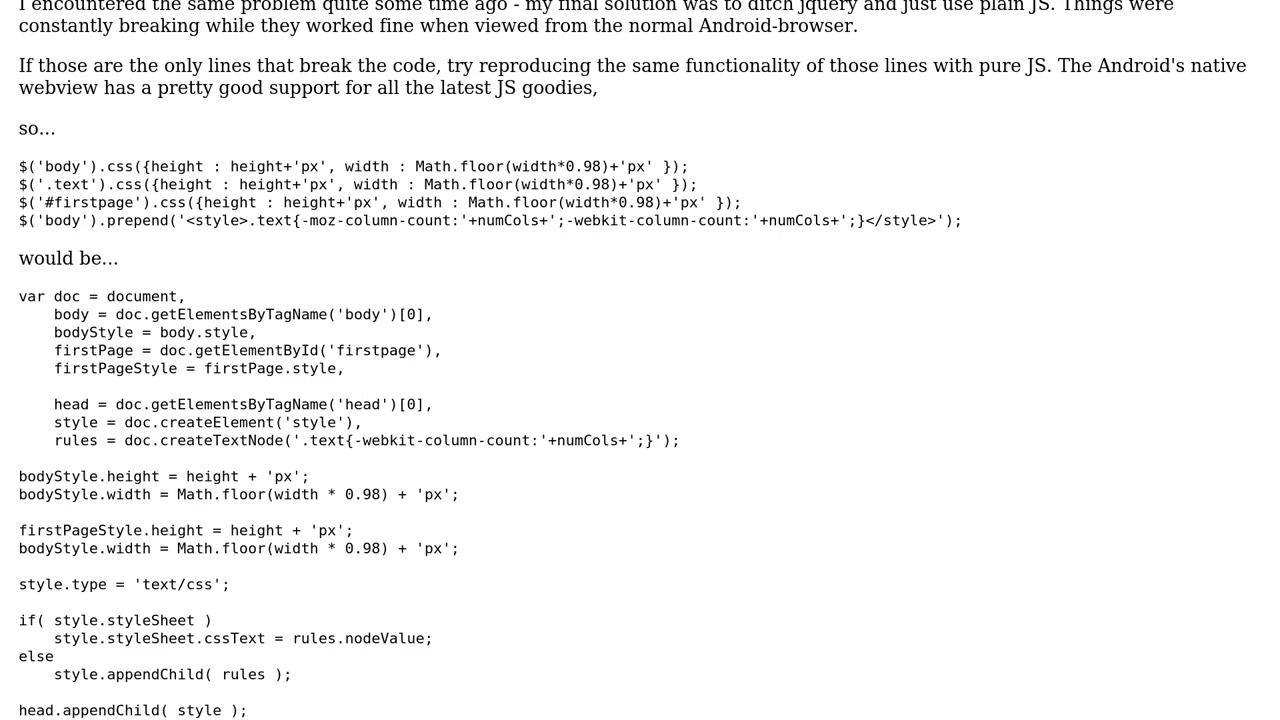 I encountered the same problem quite some time ago - my final solution was to ditch jquery and just use plain JS. Things were
constantly breaking while they worked fine when viewed from the normal Android-browser.
If those are the only lines that break the code, try reproducing the same functionality of those lines with pure JS. The Android's native
webview has a pretty good support for all the latest JS goodies,
so...
$('body').css({height : height+'px', width : Math.floor(width*0.98)+'px' });
$('.text').css({height : height+'px', width : Math.floor(width*0.98)+'px' });
$('#firstpage').css({height : height+'px', width : Math.floor(width*0.98)+'px' });
$('body').prepend('<style>.text{-moz-column-count:'+numCols+';-webkit-column-count:'+numCols+';}</style>');
would be...
var doc = document,
    body = doc.getElementsByTagName('body')[0],
    bodyStyle = body.style,
    firstPage = doc.getElementById('firstpage'),
    firstPageStyle = firstPage.style,
    head = doc.getElementsByTagName('head')[0],
    style = doc.createElement('style'),
    rules = doc.createTextNode('.text{-webkit-column-count:'+numCols+';}');
bodyStyle.height = height + 'px';
bodyStyle.width = Math.floor(width * 0.98) + 'px';
firstPageStyle.height = height + 'px';
bodyStyle.width = Math.floor(width * 0.98) + 'px';
style.type = 'text/css';
if( style.styleSheet )
    style.styleSheet.cssText = rules.nodeValue;
else
    style.appendChild( rules );
head.appendChild( style );